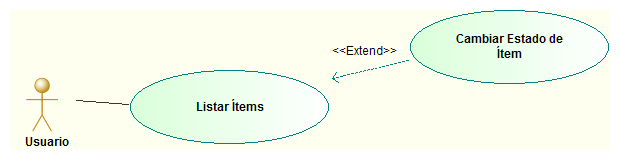 Cambiar Estado de
Ítem
<<Extend>>
Listar Ítems
Usuario